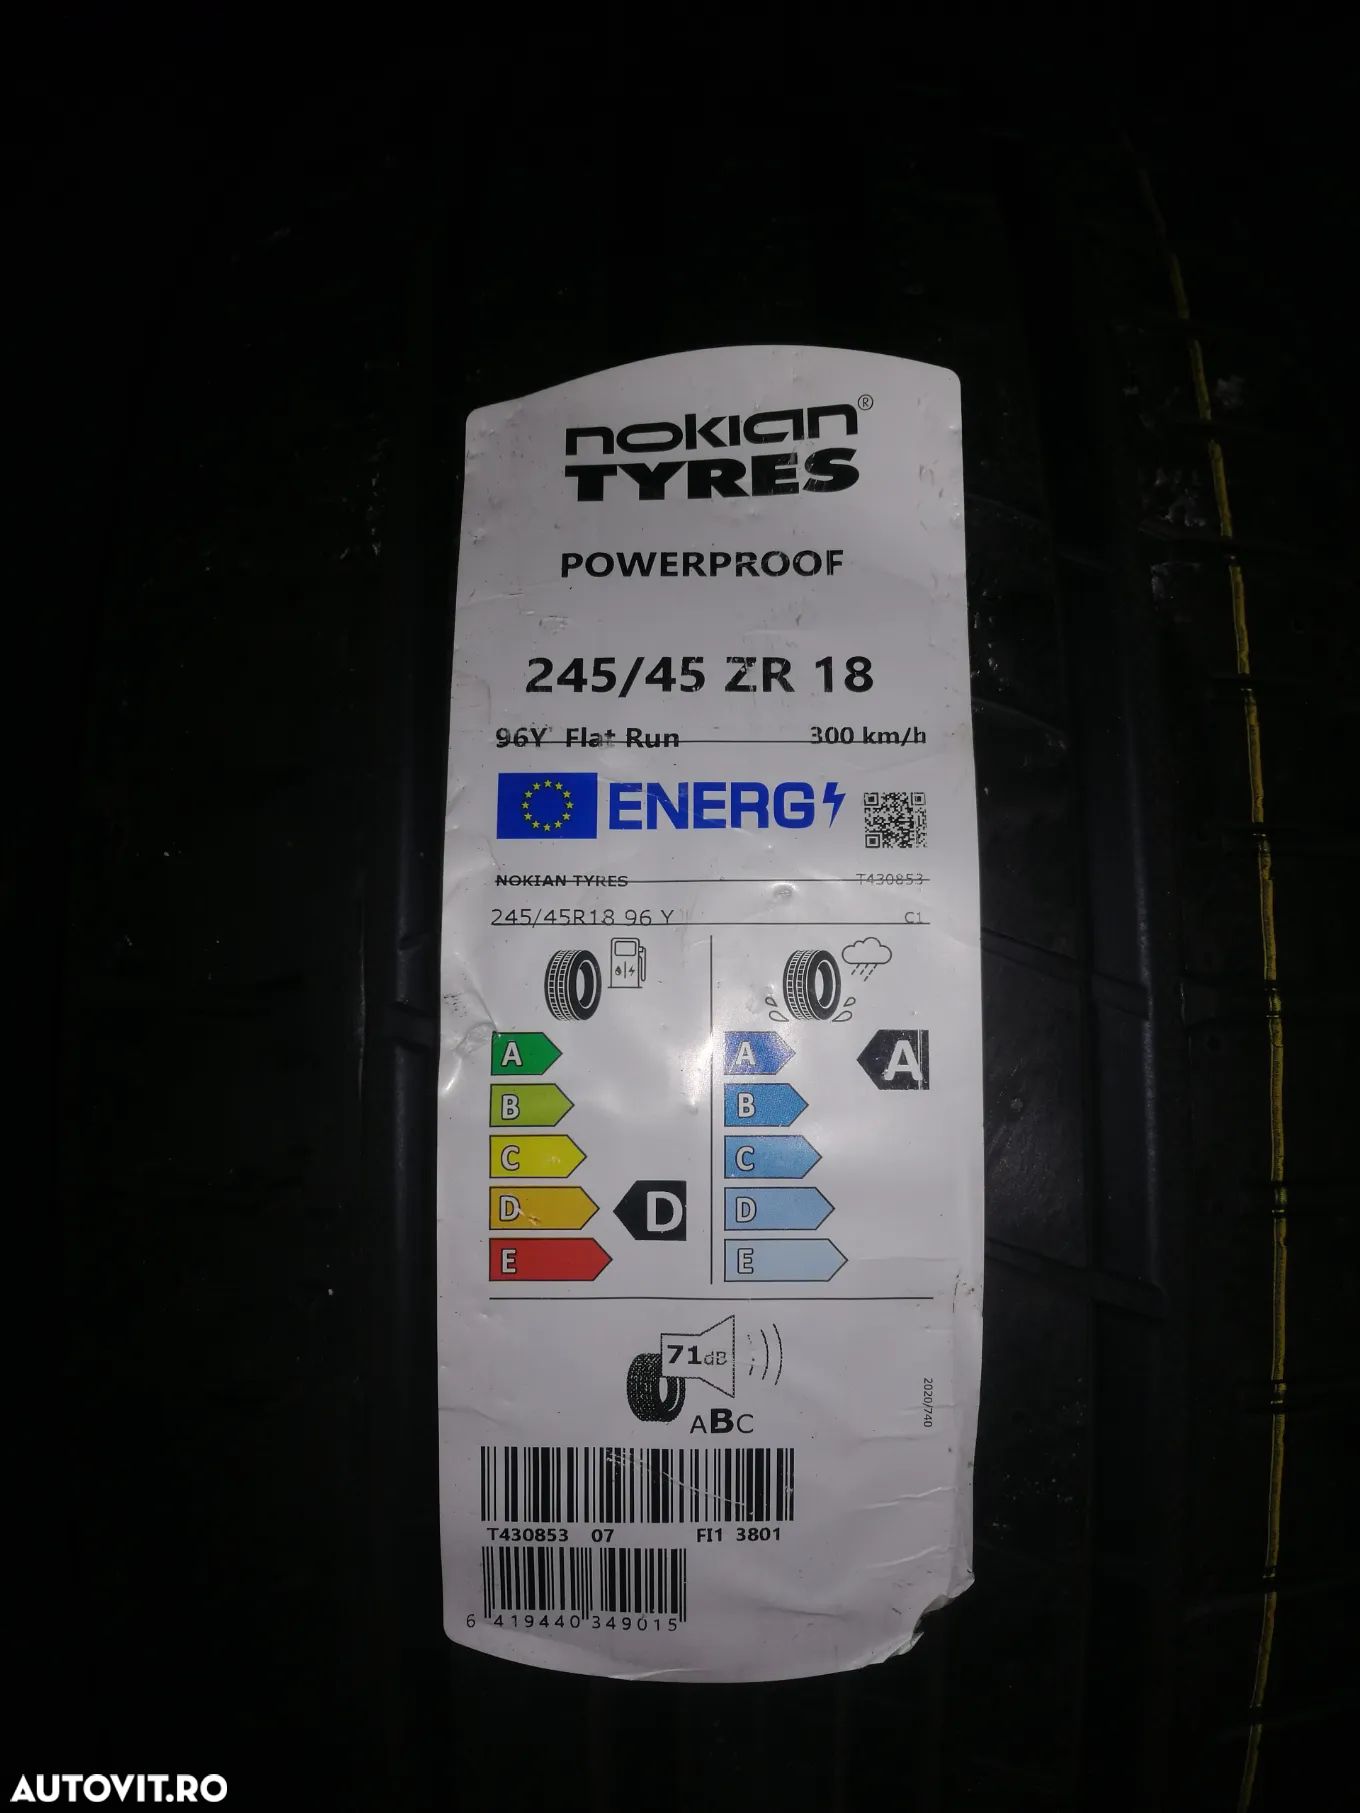 nokian®
TYRES
POWERPROOF
245/45 ZR 18
96Y Flat Run 300 km/h
ENERG
NOKIAN TYRES T430853
245/45R18 96 Y C1
A A A
B B
C C
D D D
E E
71dB
ABC
2020/740
T430853 07 FI1 3801
6 419440 349015
AUTOVIT.RO